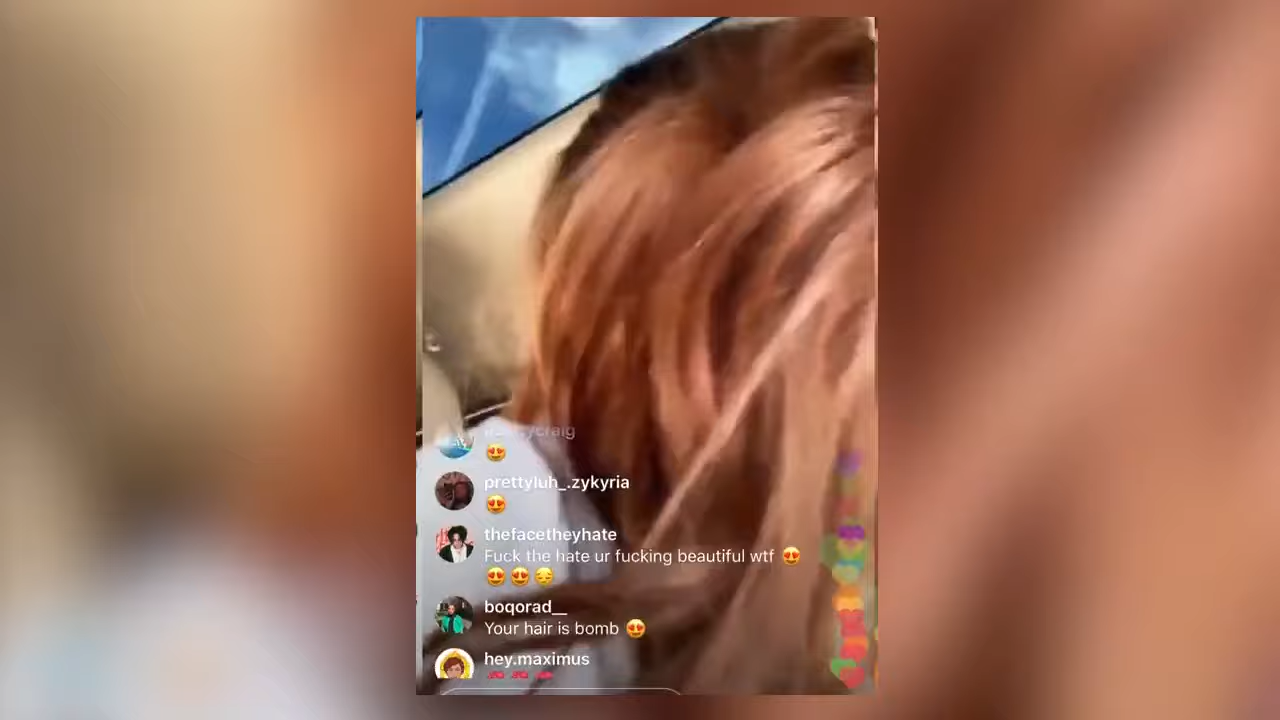 prettyluh_.zykyria
😍
thefacetheyhate
Fuck the hate ur fucking beautiful wtf 😍
😍😍😔
boqorad__
Your hair is bomb 😍
hey.maximus